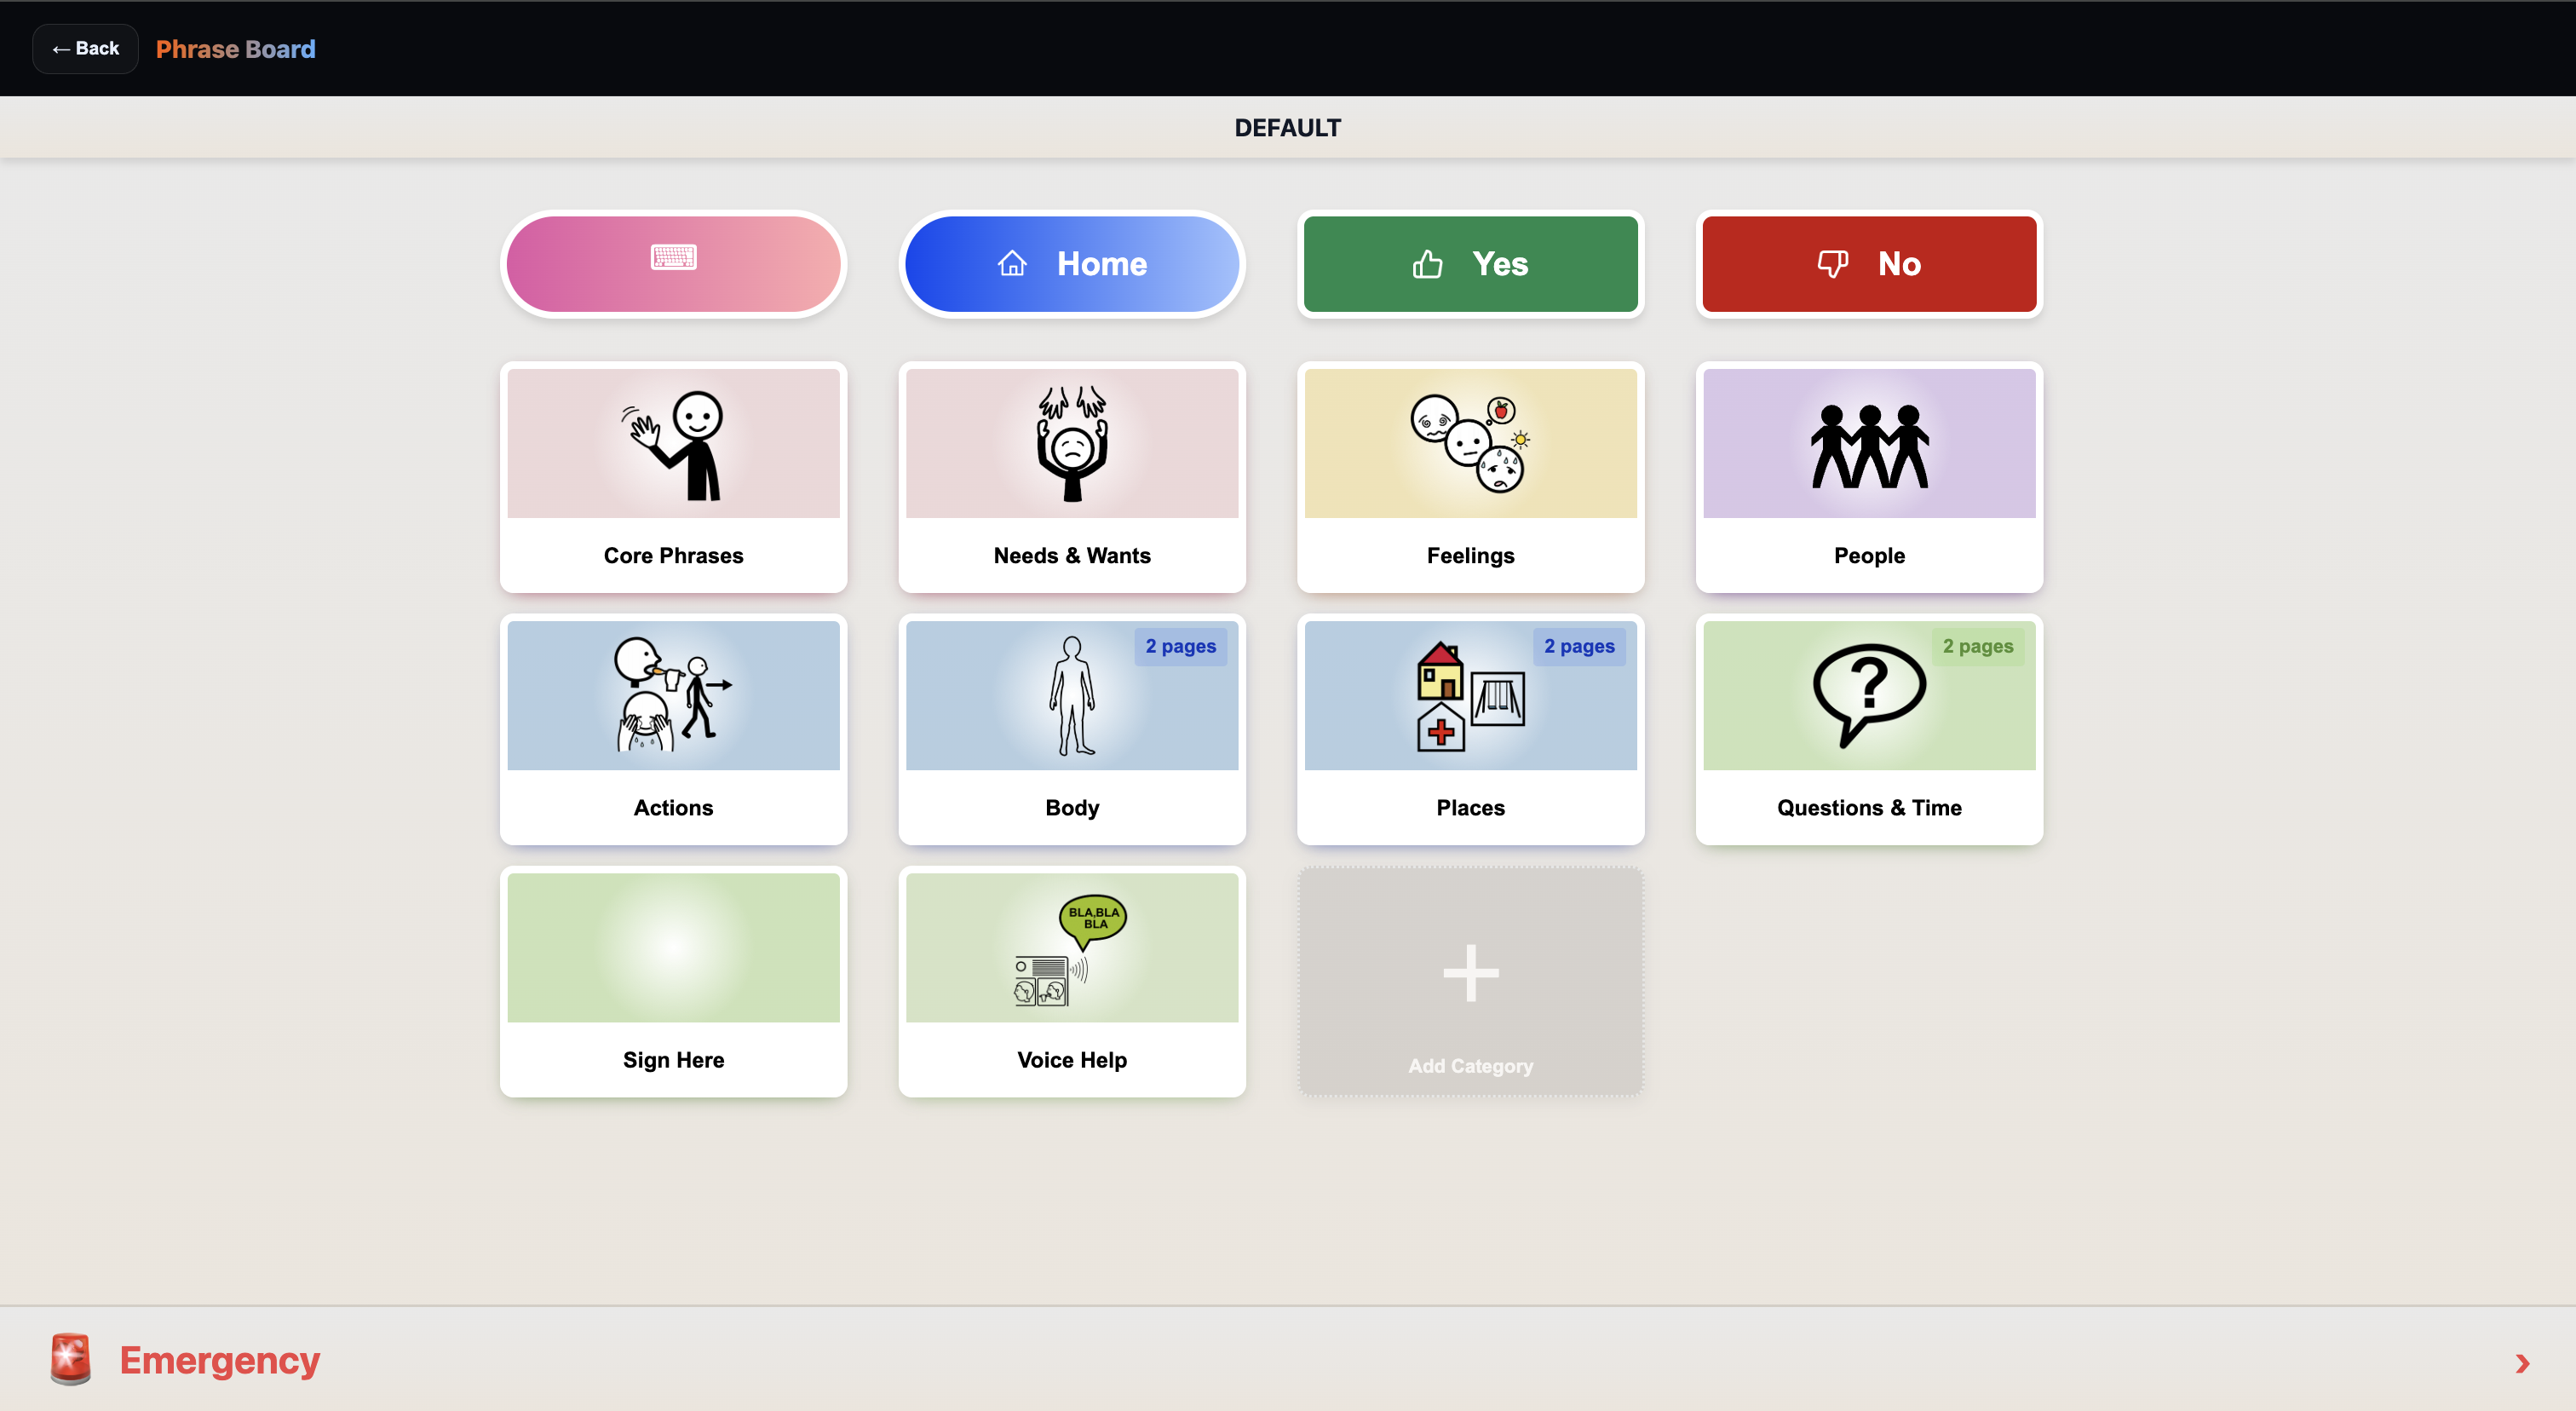 ← Back
Phrase Board
DEFAULT
Home
Yes
No
Core Phrases
Needs & Wants
Feelings
People
2 pages
2 pages
2 pages
Actions
Body
Places
Questions & Time
BLA,BLA
BLA
Sign Here
Voice Help
Add Category
Emergency